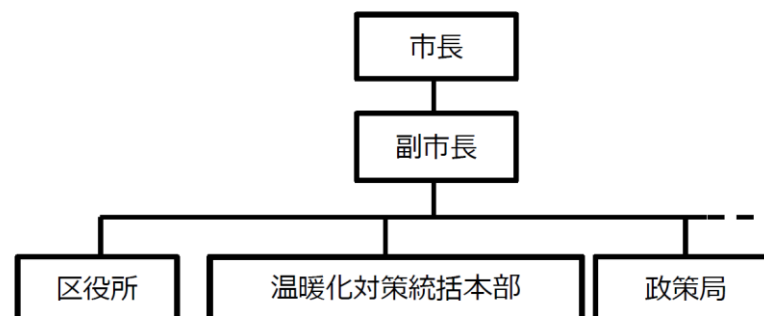 市長
副市長
区役所
温暖化対策統括本部
政策局